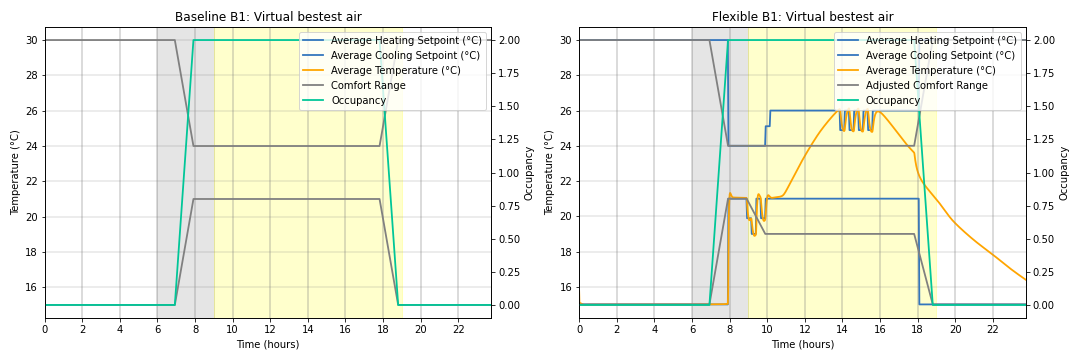 Baseline B1: Virtual bestest air
30
28
26
24
22
20
18
16
Temperature (°C)
0 2 4 6 8 10 12 14 16 18 20 22
Time (hours)
2.00
1.75
1.50
1.25
1.00
0.75
0.50
0.25
0.00
Occupancy
Average Heating Setpoint (°C)
Average Cooling Setpoint (°C)
Average Temperature (°C)
Comfort Range
Occupancy
Flexible B1: Virtual bestest air
30
28
26
24
22
20
18
16
Temperature (°C)
0 2 4 6 8 10 12 14 16 18 20 22
Time (hours)
2.00
1.75
1.50
1.25
1.00
0.75
0.50
0.25
0.00
Occupancy
Average Heating Setpoint (°C)
Average Cooling Setpoint (°C)
Average Temperature (°C)
Adjusted Comfort Range
Occupancy